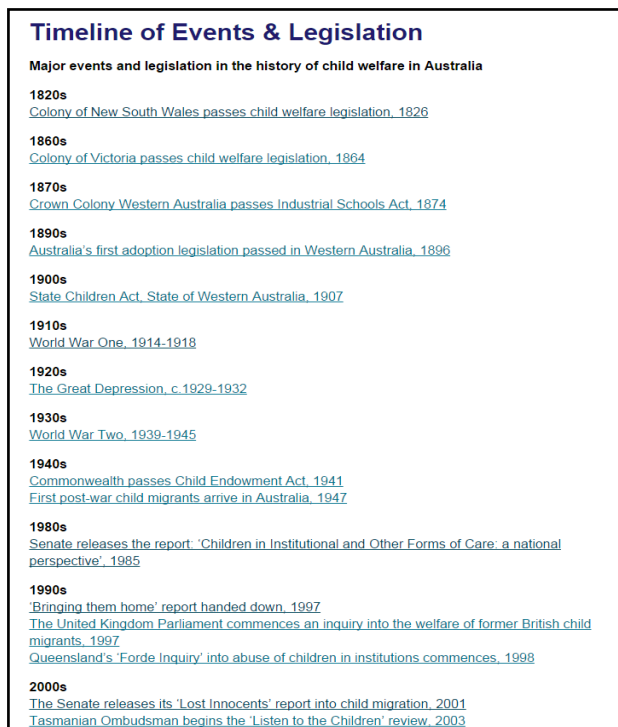 Timeline of Events & Legislation
Major events and legislation in the history of child welfare in Australia
1820s
Colony of New South Wales passes child welfare legislation, 1826
1860s
Colony of Victoria passes child welfare legislation, 1864
1870s
Crown Colony Western Australia passes Industrial Schools Act, 1874
1890s
Australia's first adoption legislation passed in Western Australia, 1896
1900s
State Children Act, State of Western Australia, 1907
1910s
World War One, 1914-1918
1920s
The Great Depression, c.1929-1932
1930s
World War Two, 1939-1945
1940s
Commonwealth passes Child Endowment Act, 1941
First post-war child migrants arrive in Australia, 1947
1980s
Senate releases the report: 'Children in Institutional and Other Forms of Care: a national
perspective', 1985
1990s
'Bringing them home' report handed down, 1997
The United Kingdom Parliament commences an inquiry into the welfare of former British child
migrants, 1997
Queensland's 'Forde Inquiry' into abuse of children in institutions commences, 1998
2000s
The Senate releases its 'Lost Innocents' report into child migration, 2001
Tasmanian Ombudsman begins the 'Listen to the Children' review, 2003